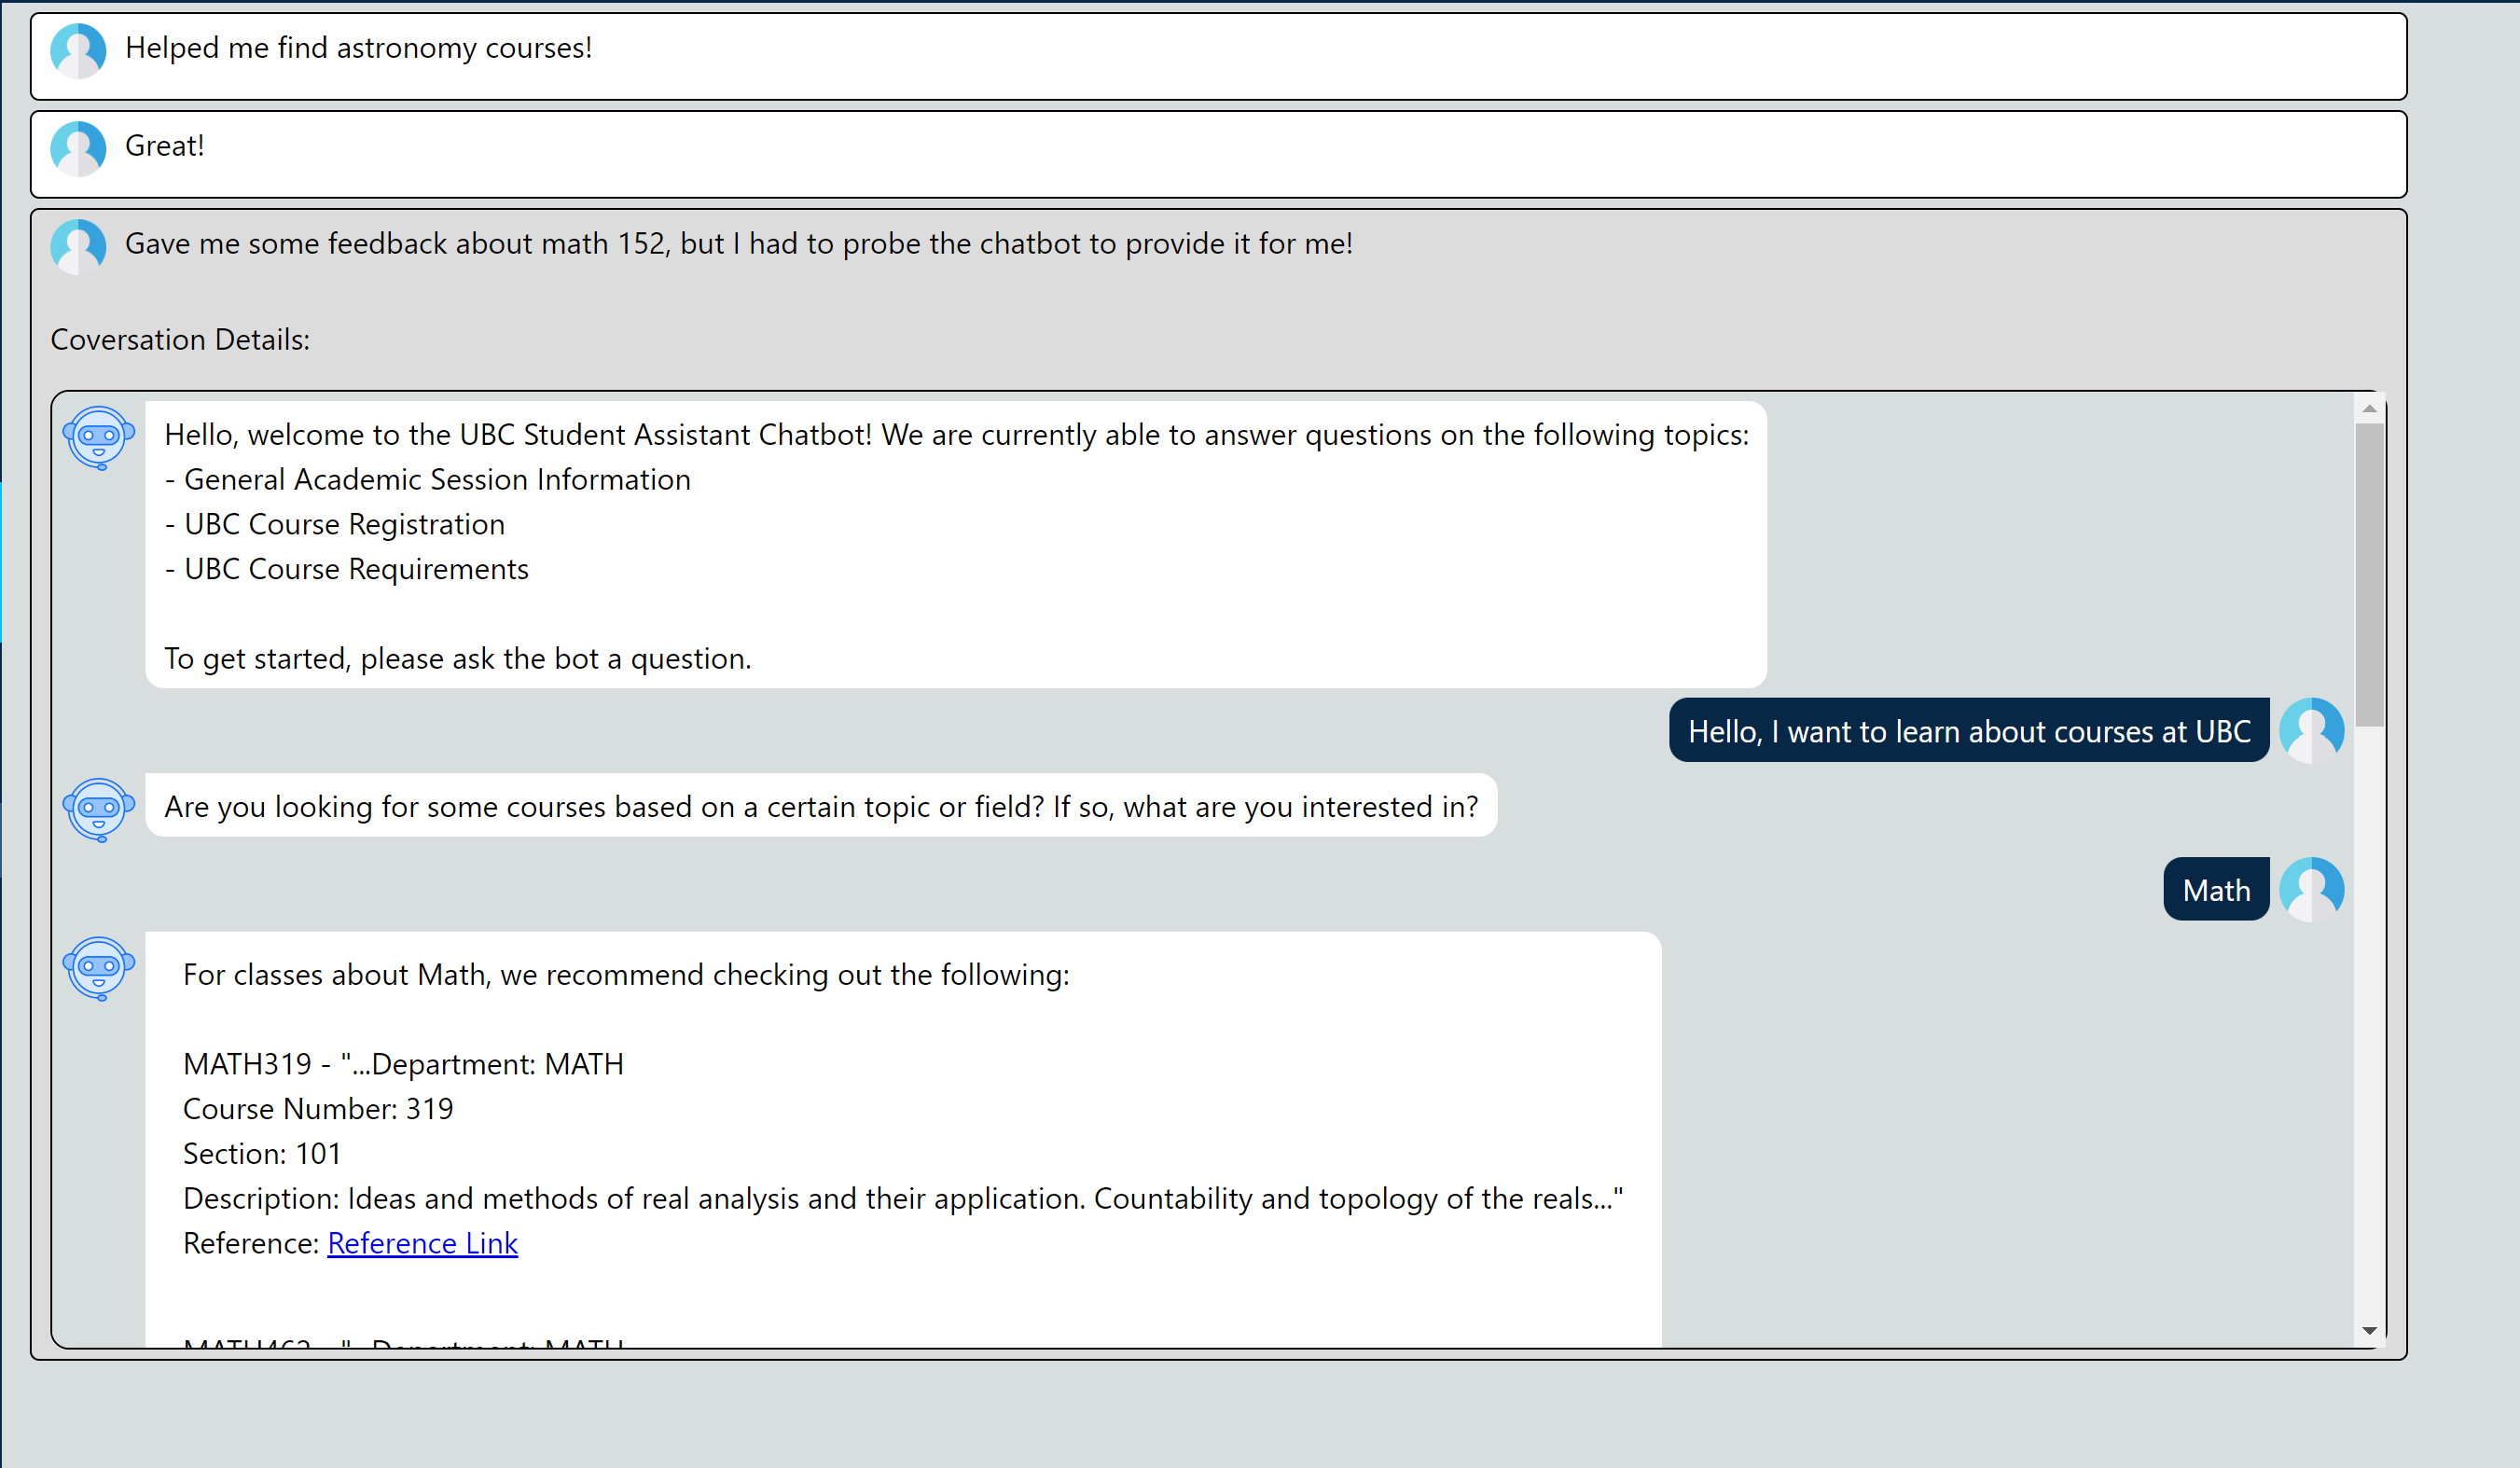 Helped me find astronomy courses!
Great!
Gave me some feedback about math 152, but I had to probe the chatbot to provide it for me!
Coversation Details:
Hello, welcome to the UBC Student Assistant Chatbot! We are currently able to answer questions on the following topics:
- General Academic Session Information
- UBC Course Registration
- UBC Course Requirements
To get started, please ask the bot a question.
Hello, I want to learn about courses at UBC
Are you looking for some courses based on a certain topic or field? If so, what are you interested in?
Math
For classes about Math, we recommend checking out the following:
MATH319 - "...Department: MATH
Course Number: 319
Section: 101
Description: Ideas and methods of real analysis and their application. Countability and topology of the reals..."
Reference: Reference Link
- "...Department: MATH